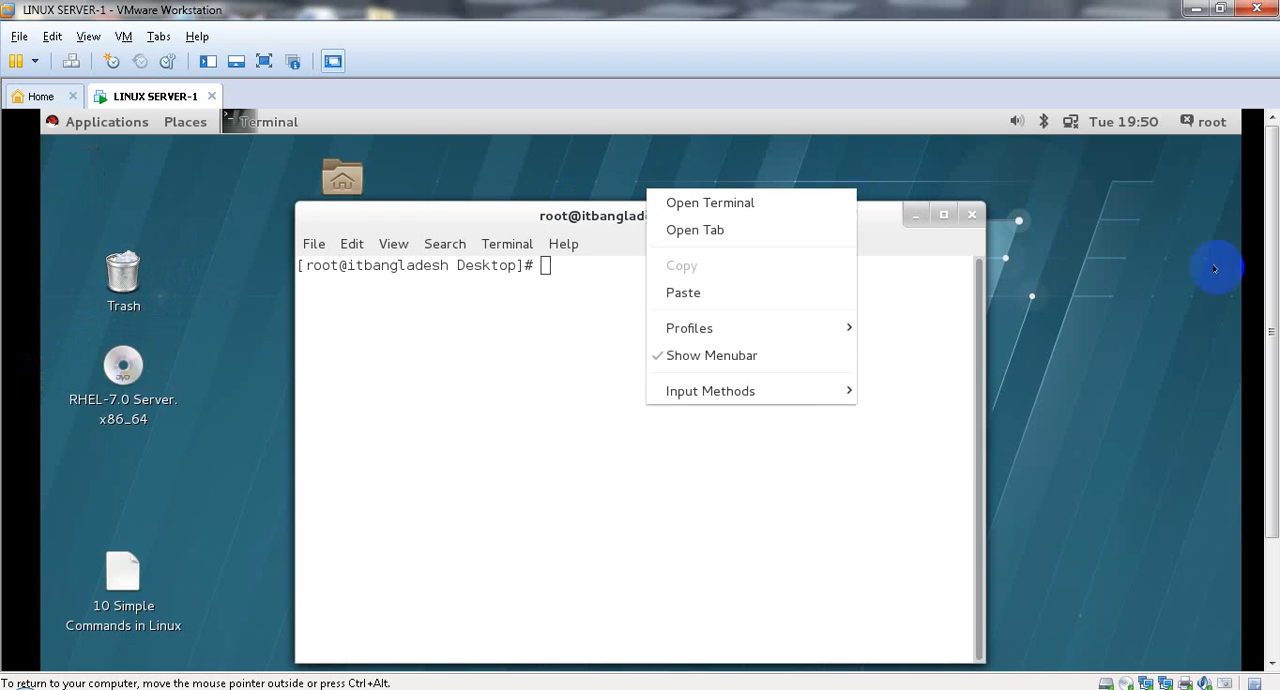 LINUX SERVER-1 - VMware Workstation
File Edit View VM Tabs Help
Home LINUX SERVER-1
Applications Places Terminal Tue 19:50 root
root@itbanglad
File Edit View Search Terminal Help
[root@itbangladesh Desktop]#
Open Terminal
Open Tab
Copy
Paste
Profiles
Show Menubar
Input Methods
Trash
RHEL-7.0 Server.
x86_64
10 Simple
Commands in Linux
To return to your computer, move the mouse pointer outside or press Ctrl+Alt.